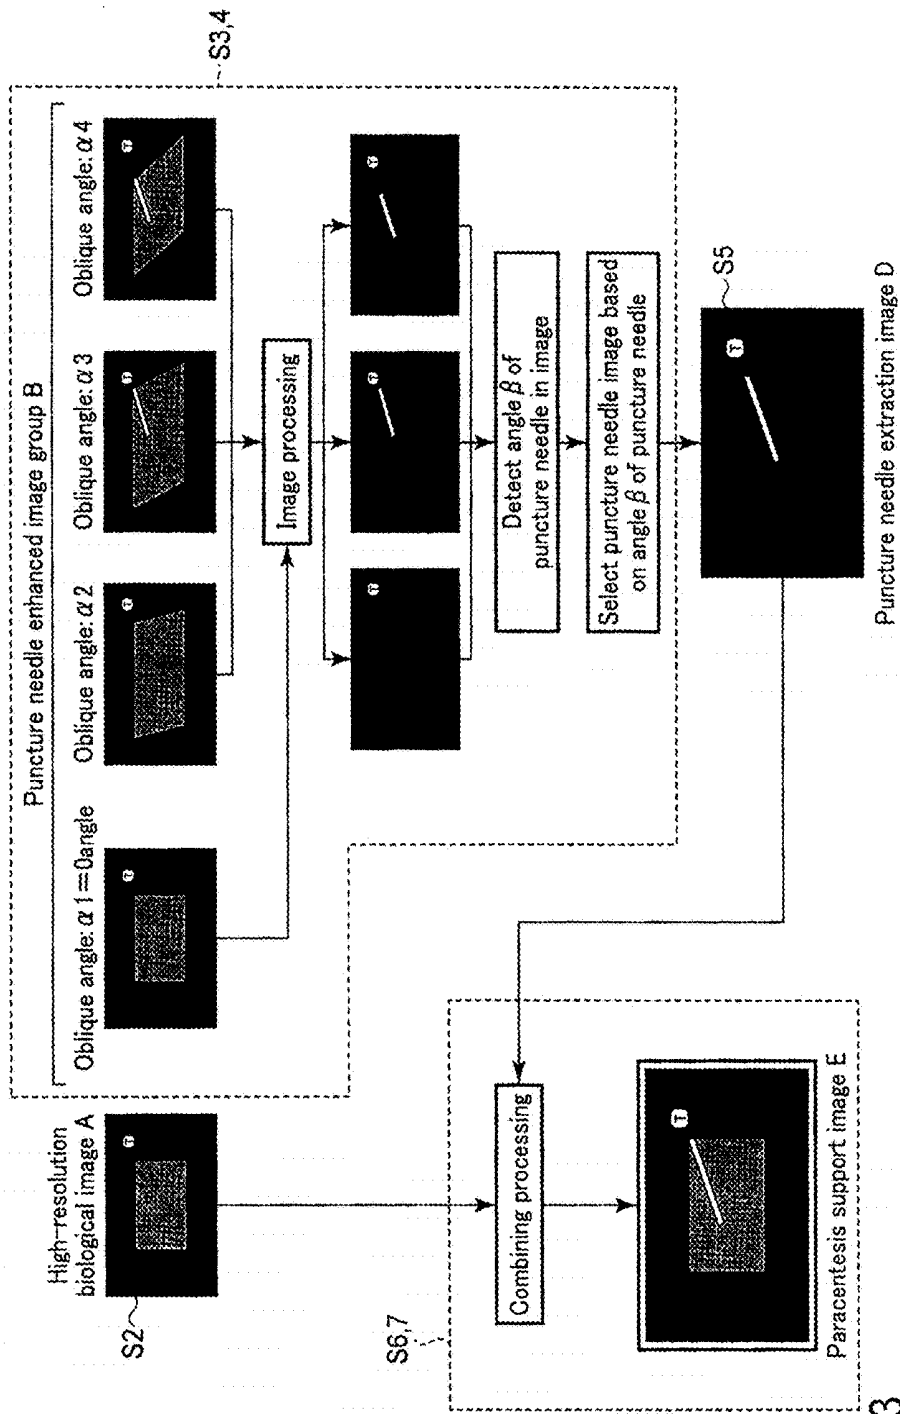 S3,4
Puncture needle enhanced image group B
High-resolution
biological image A
Oblique angle: α1=0angle
Oblique angle: α2
Oblique angle: α3
Oblique angle: α4
T
T
T
T
T
S2
Image processing
T
T
T
Detect angle β of
puncture needle in image
Select puncture needle image based
on angle β of puncture needle
S5
T
Puncture needle extraction image D
S6,7
Combining processing
T
Paracentesis support image E
3